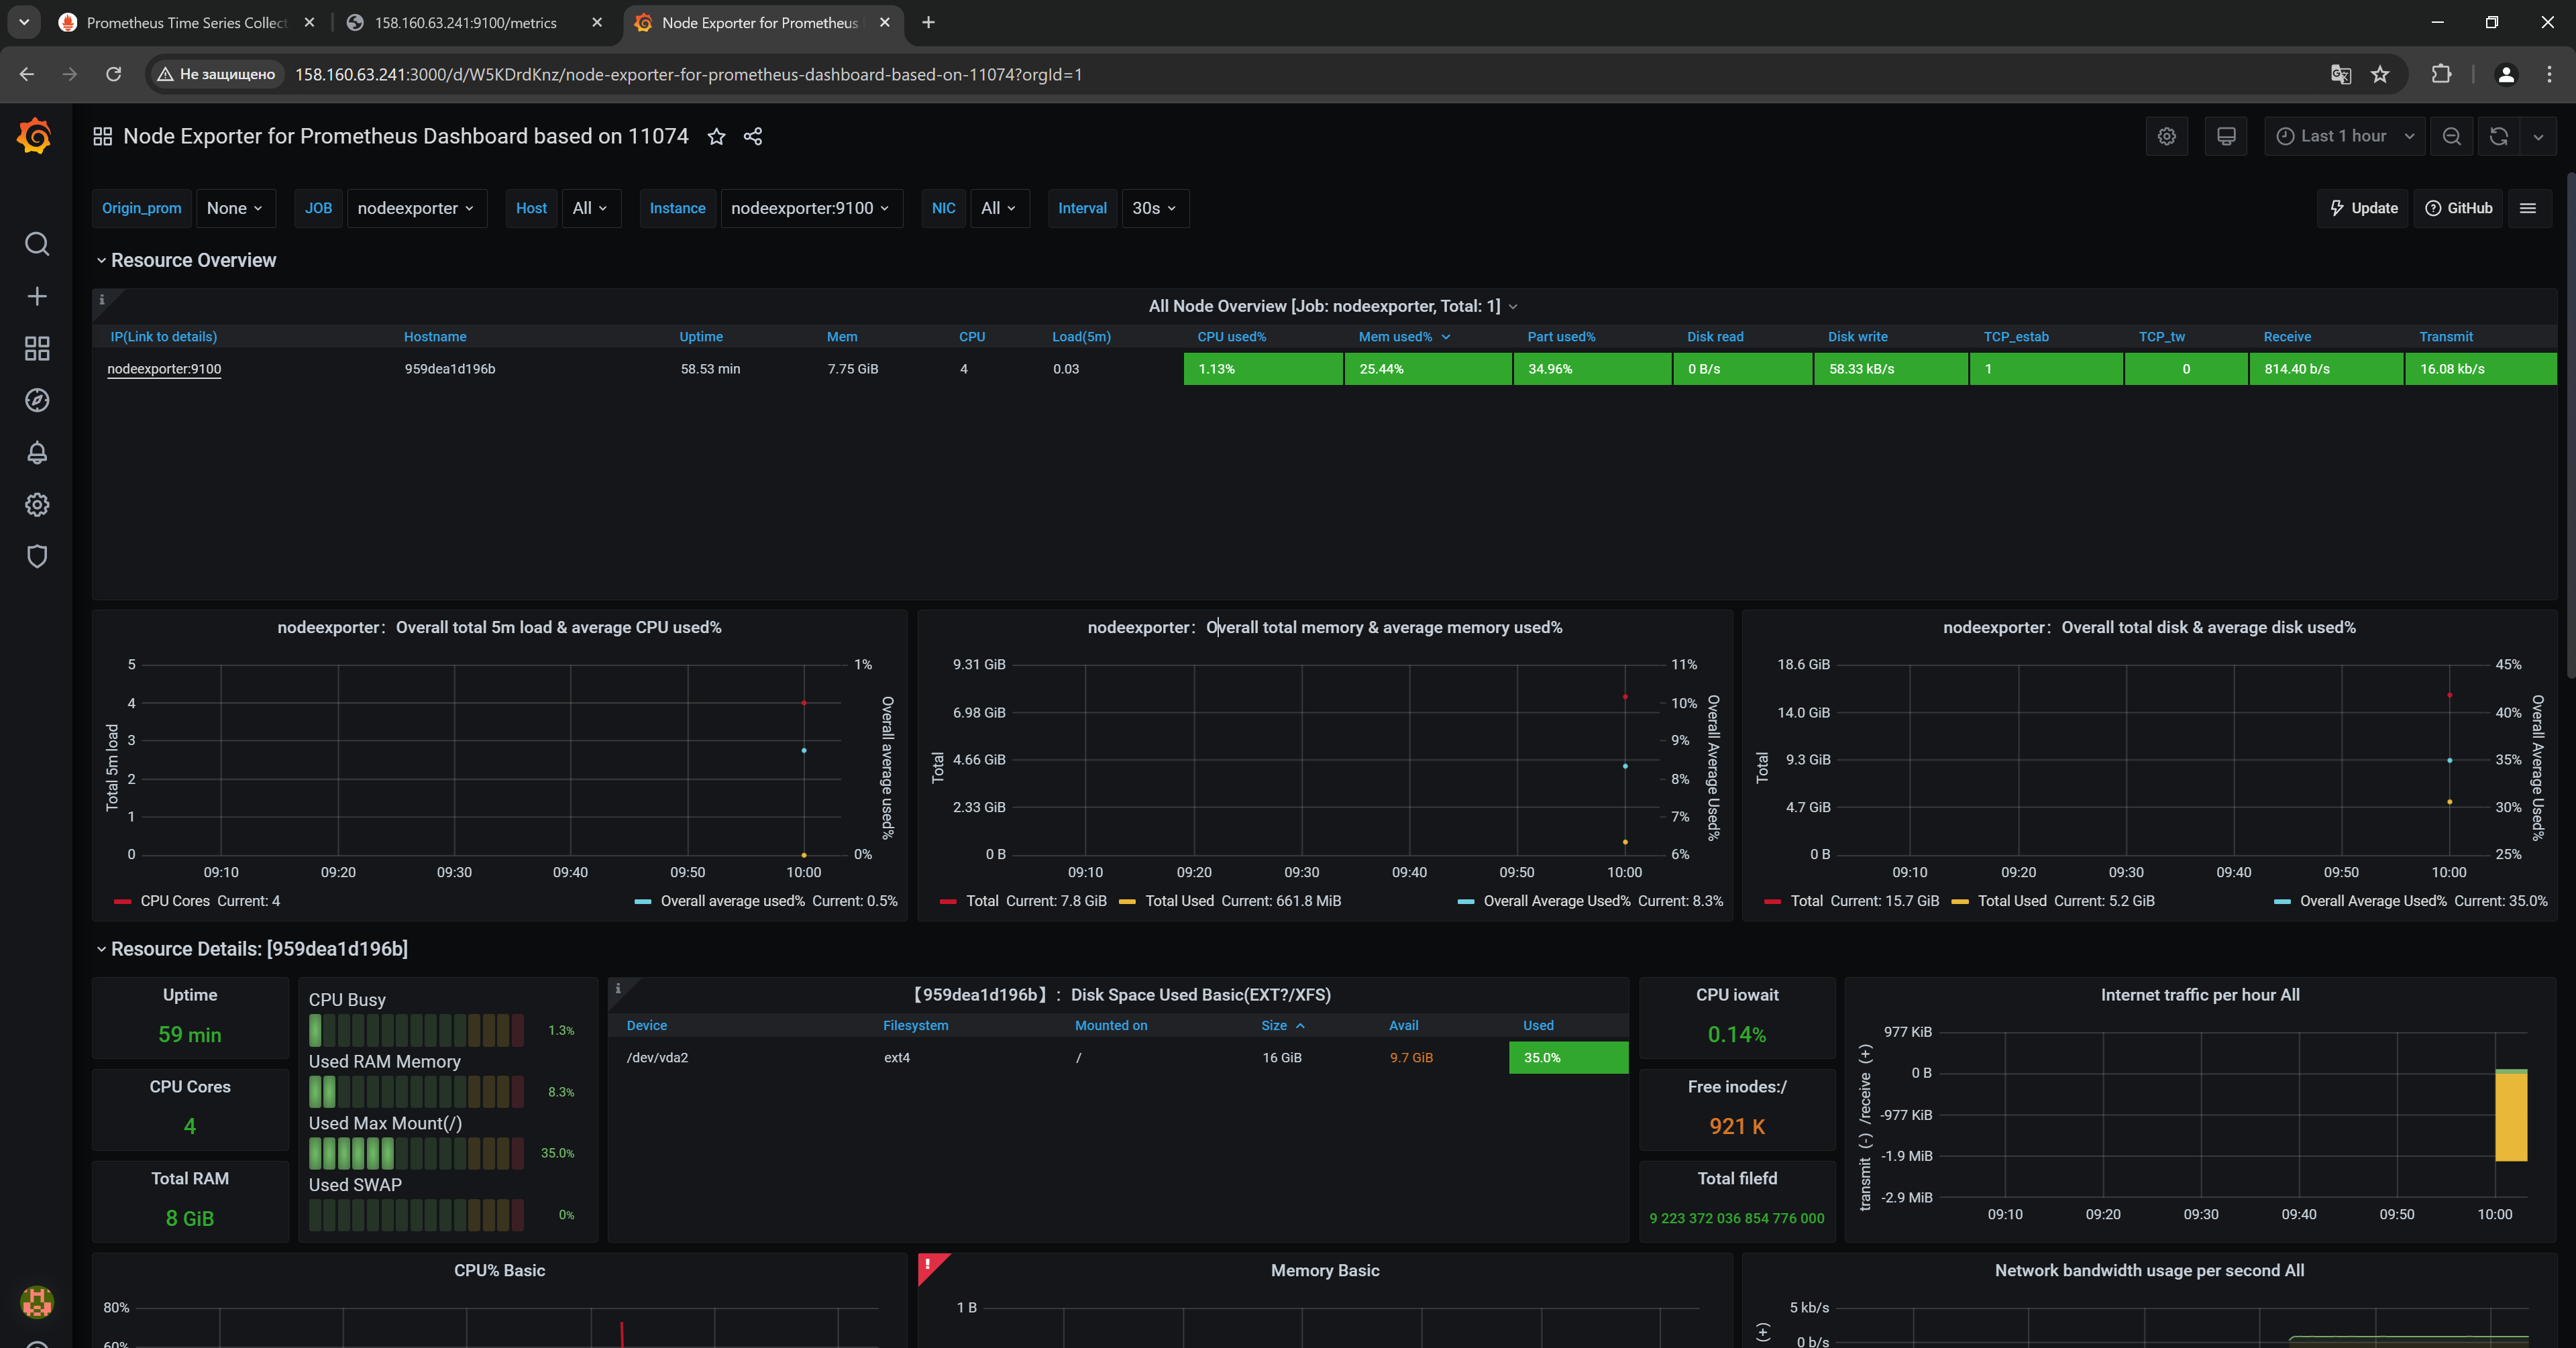 Prometheus Time Series Collect
158.160.63.241:9100/metrics
Node Exporter for Prometheus
Не защищено
158.160.63.241:3000/d/W5KDrdKnz/node-exporter-for-prometheus-dashboard-based-on-11074?orgId=1
Node Exporter for Prometheus Dashboard based on 11074
Last 1 hour
Origin_prom None JOB nodeexporter Host All Instance nodeexporter:9100 NIC All Interval 30s
Update GitHub
Resource Overview
All Node Overview [Job: nodeexporter, Total: 1]
IP(Link to details) Hostname Uptime Mem CPU Load(5m) CPU used% Mem used% Part used% Disk read Disk write TCP_estab TCP_tw Receive Transmit
nodeexporter:9100 959dea1d196b 58.53 min 7.75 GiB 4 0.03 1.13% 25.44% 34.96% 0 B/s 58.33 kB/s 1 0 814.40 b/s 16.08 kb/s
nodeexporter: Overall total 5m load & average CPU used%
5
4
3
2
1
0
1%
0%
Total 5m load
Overall average used%
09:10 09:20 09:30 09:40 09:50 10:00
CPU Cores Current: 4
Overall average used% Current: 0.5%
nodeexporter: Overall total memory & average memory used%
9.31 GiB
6.98 GiB
4.66 GiB
2.33 GiB
0 B
11%
10%
9%
8%
7%
6%
Total
Overall Average Used%
09:10 09:20 09:30 09:40 09:50 10:00
Total Current: 7.8 GiB Total Used Current: 661.8 MiB
Overall Average Used% Current: 8.3%
nodeexporter: Overall total disk & average disk used%
18.6 GiB
14.0 GiB
9.3 GiB
4.7 GiB
0 B
45%
40%
35%
30%
25%
Total
Overall Average Used%
09:10 09:20 09:30 09:40 09:50 10:00
Total Current: 15.7 GiB Total Used Current: 5.2 GiB
Overall Average Used% Current: 35.0%
Resource Details: [959dea1d196b]
Uptime
59 min
CPU Cores
4
Total RAM
8 GiB
CPU Busy
1.3%
Used RAM Memory
8.3%
Used Max Mount(/)
35.0%
Used SWAP
0%
【959dea1d196b】: Disk Space Used Basic(EXT?/XFS)
Device Filesystem Mounted on Size Avail Used
/dev/vda2 ext4 / 16 GiB 9.7 GiB 35.0%
CPU iowait
0.14%
Free inodes:/
921 K
Total filefd
9 223 372 036 854 776 000
Internet traffic per hour All
977 KiB
0 B
-977 KiB
-1.9 MiB
-2.9 MiB
transmit (-) /receive (+)
09:10 09:20 09:30 09:40 09:50 10:00
CPU% Basic
80%
60%
Memory Basic
1 B
Network bandwidth usage per second All
5 kb/s
0 b/s
(+)